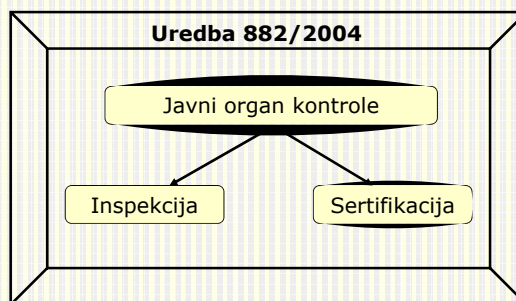 Uredba 882/2004
Javni organ kontrole
Inspekcija
Sertifikacija